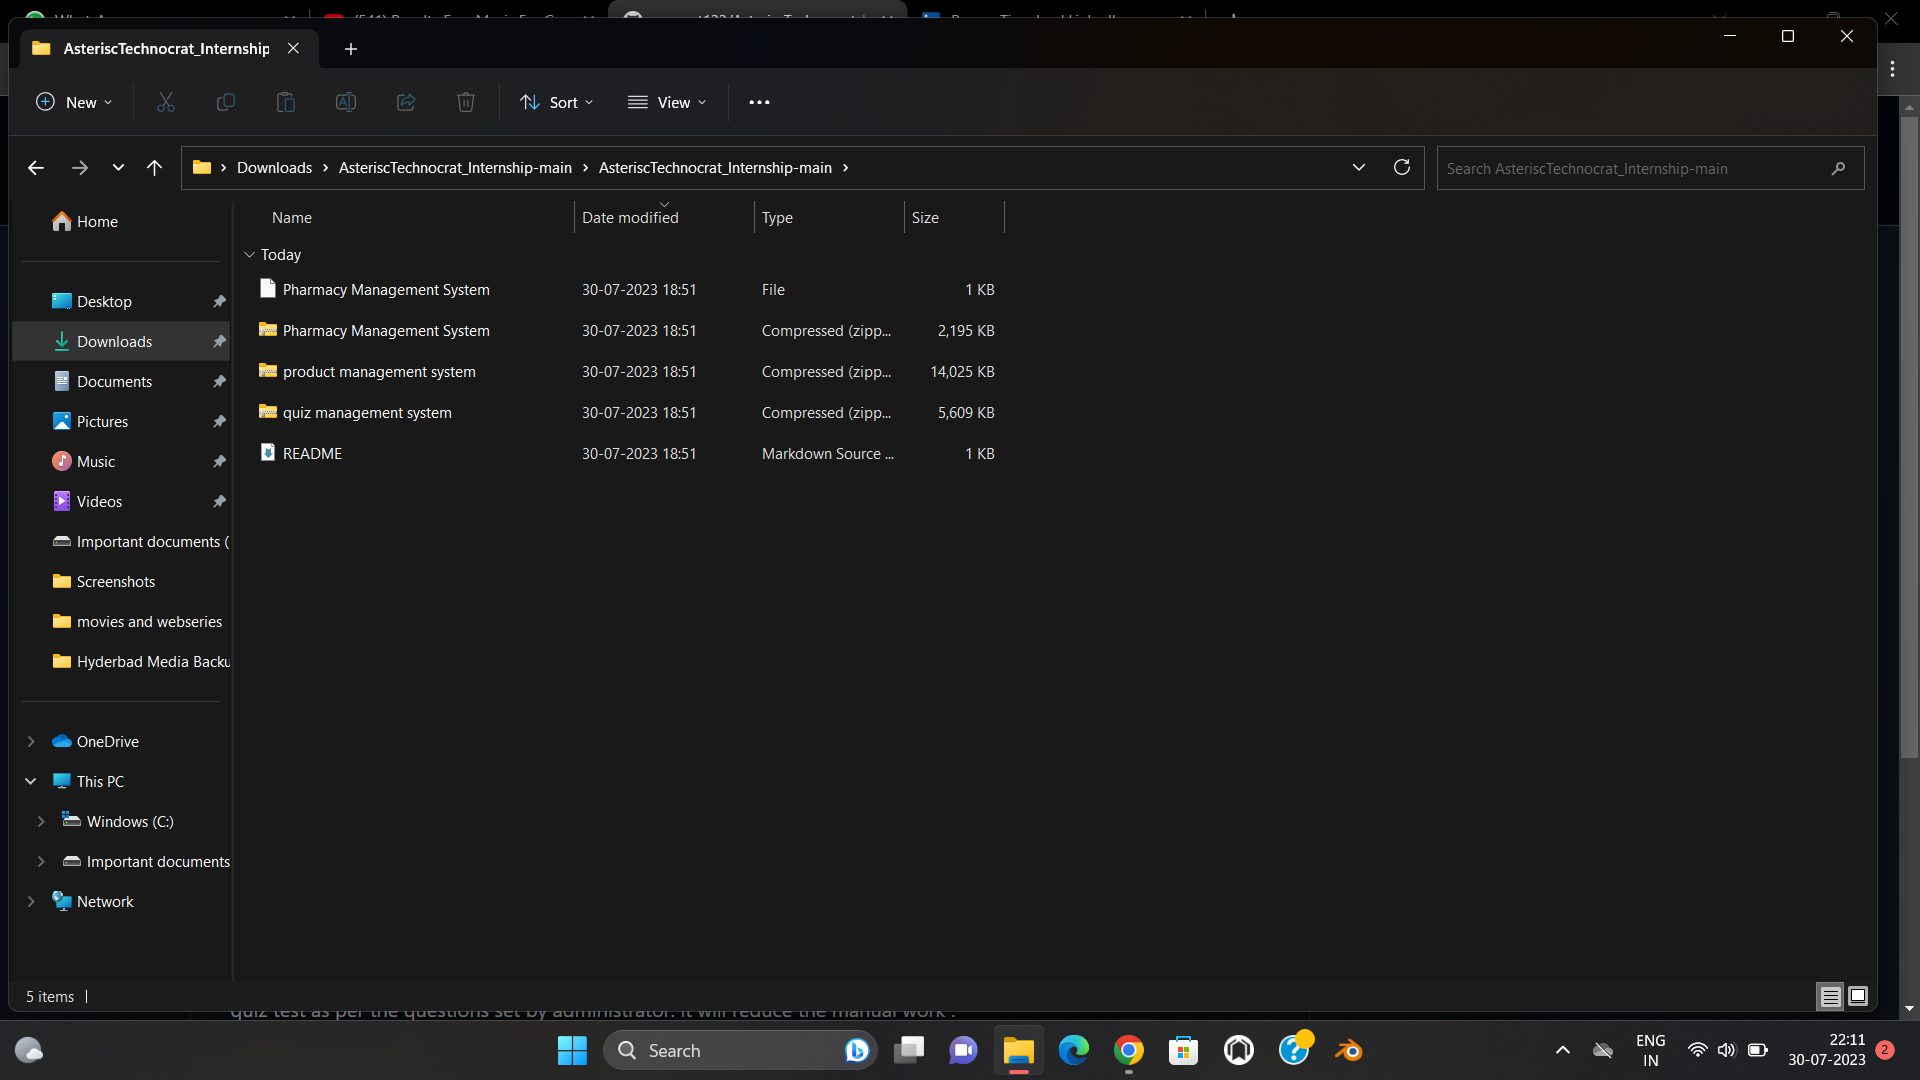 AsteriscTechnocrat_Internship
New
Sort
View
Downloads > AsteriscTechnocrat_Internship-main > AsteriscTechnocrat_Internship-main >
Search AsteriscTechnocrat_Internship-main
Home
Desktop
Downloads
Documents
Pictures
Music
Videos
Important documents (
Screenshots
movies and webseries
Hyderbad Media Backu
OneDrive
This PC
Windows (C:)
Important documents
Network
Name Date modified Type Size
Today
Pharmacy Management System 30-07-2023 18:51 File 1 KB
Pharmacy Management System 30-07-2023 18:51 Compressed (zipp... 2,195 KB
product management system 30-07-2023 18:51 Compressed (zipp... 14,025 KB
quiz management system 30-07-2023 18:51 Compressed (zipp... 5,609 KB
README 30-07-2023 18:51 Markdown Source ... 1 KB
5 items
quiz test as per the questions set by administrator. It will reduce the manual work .
Search
ENG
IN
22:11
30-07-2023
2